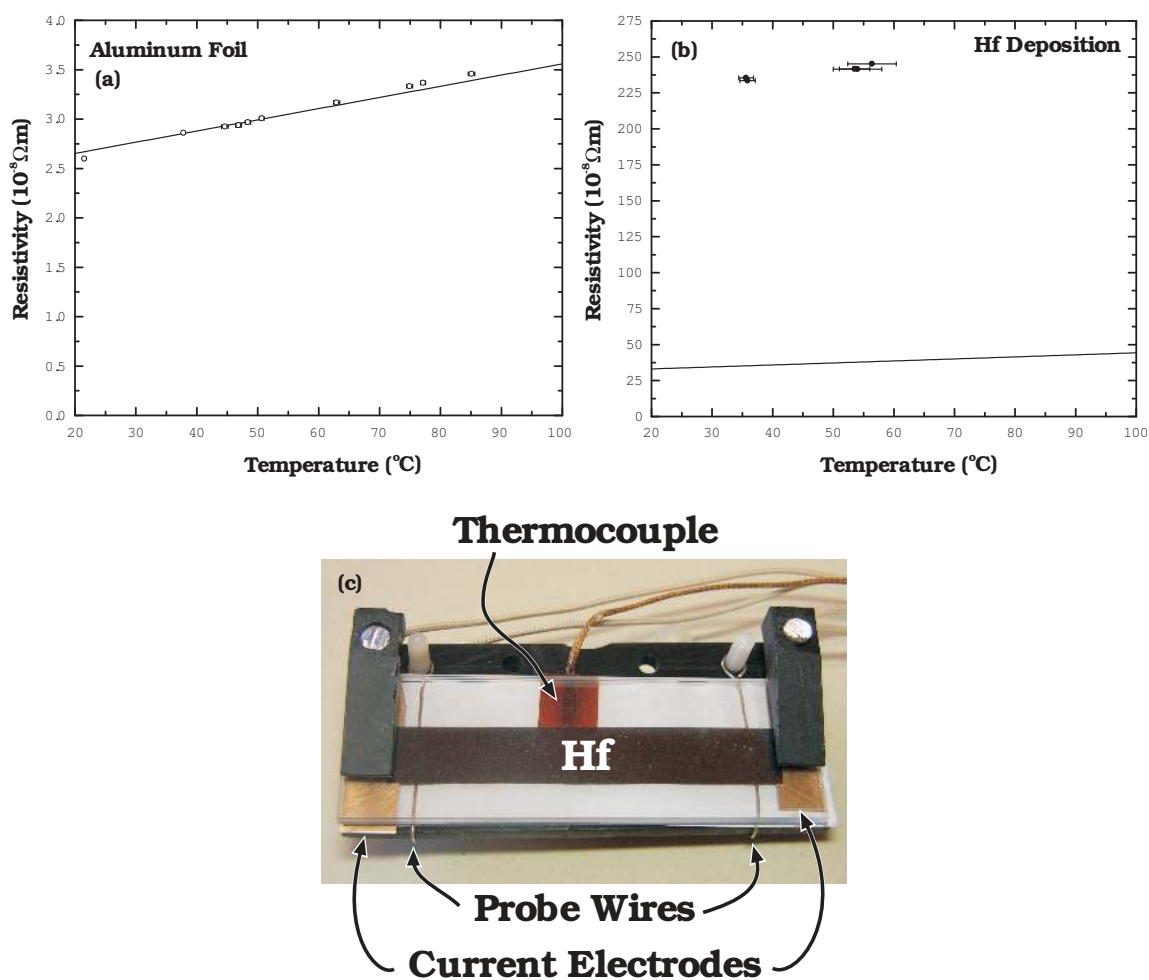 Aluminum Foil
(a)
4.0
3.5
3.0
2.5
2.0
1.5
1.0
0.5
0.0
Resistivity (10⁻⁸Ωm)
20 30 40 50 60 70 80 90 100
Temperature (°C)
(b)
Hf Deposition
275
250
225
200
175
150
125
100
75
50
25
0
Resistivity (10⁻⁸Ωm)
20 30 40 50 60 70 80 90 100
Temperature (°C)
Thermocouple
(c)
Hf
Probe Wires
Current Electrodes